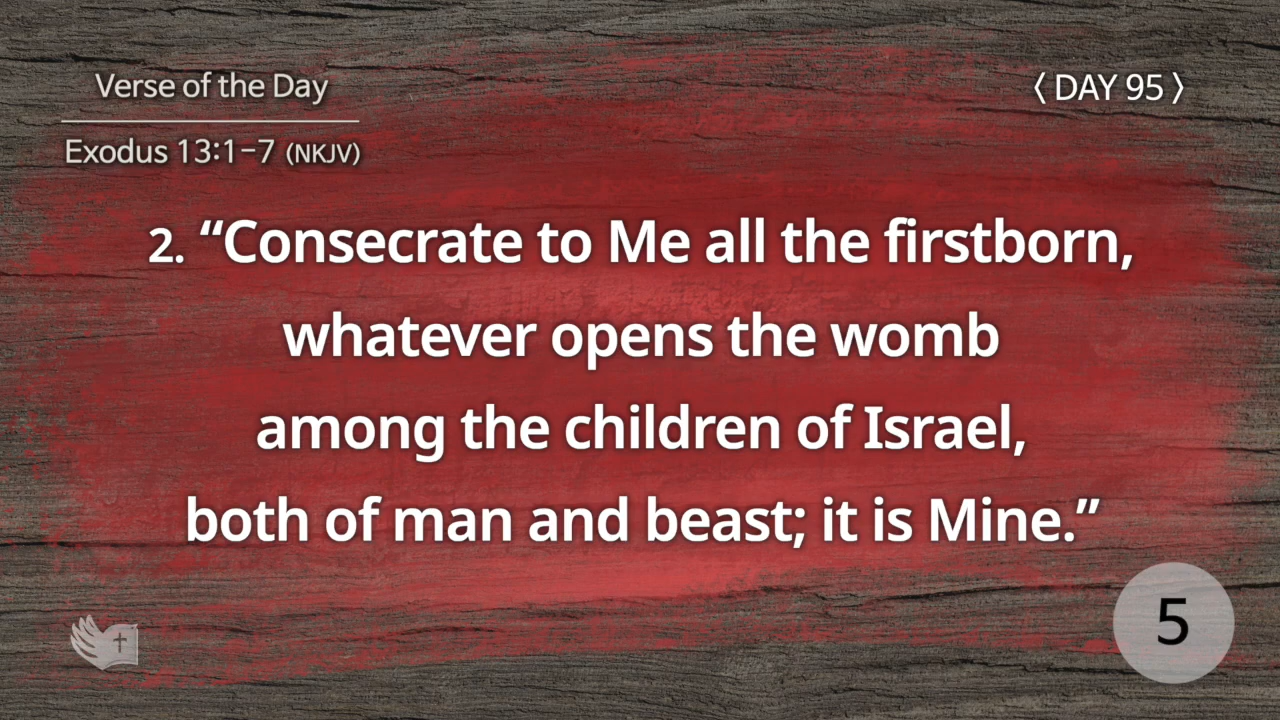 Verse of the Day
〈 DAY 95 〉
Exodus 13:1-7 (NKJV)
2. “Consecrate to Me all the firstborn,
whatever opens the womb
among the children of Israel,
both of man and beast; it is Mine.”
5